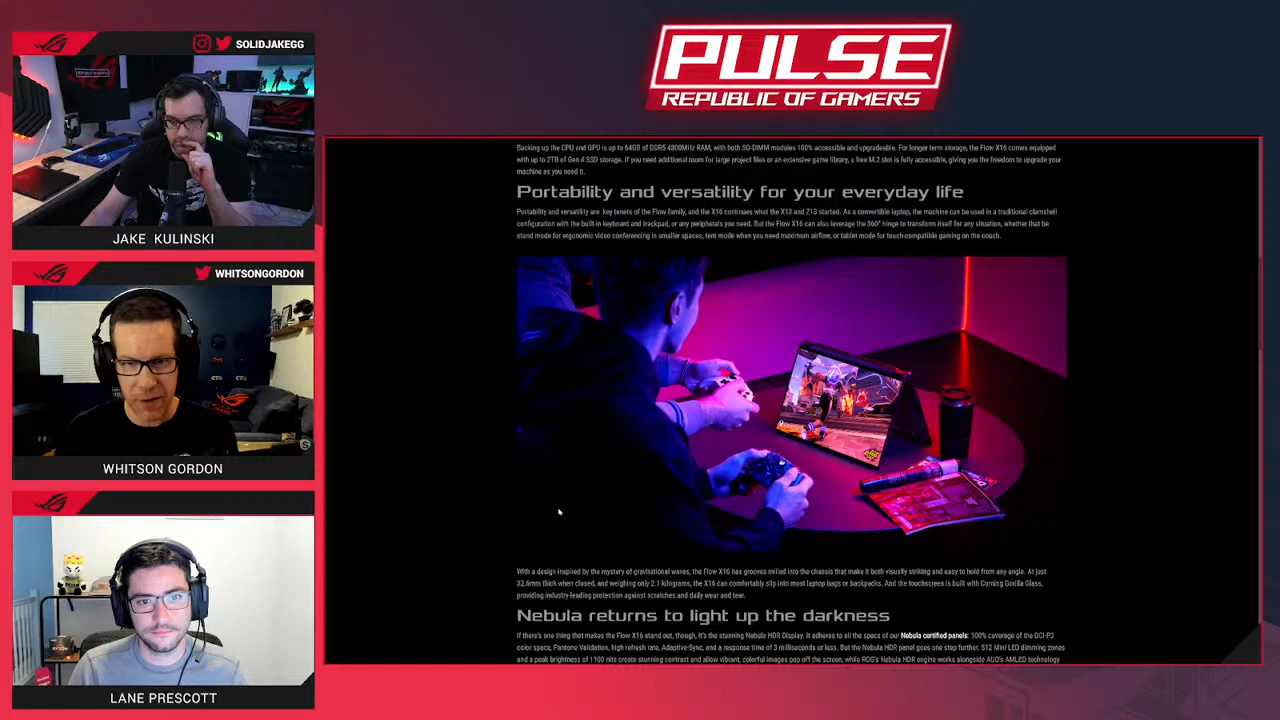 SOLIDJAKEGG
JAKE KULINSKI
WHITSONGORDON
WHITSON GORDON
LANE PRESCOTT
PULSE
REPUBLIC OF GAMERS
Backing up the CPU and GPU is up to 64GB of DDR5 4800MHz RAM, with both SO-DIMM modules 100% accessible and upgradeable. For longer term storage, the Flow X16 comes equipped
with up to 2TB of Gen 4 SSD storage. If you need additional room for large project files or an extensive game library, a free M.2 slot is fully accessible, giving you the freedom to upgrade your
machine as you need it.
Portability and versatility for your everyday life
Portability and versatility are key tenets of the Flow family, and the X16 continues what the X13 and Z13 started. As a convertible laptop, the machine can be used in a traditional clamshell
configuration with the built-in keyboard and trackpad, or any peripherals you need. But the Flow X16 can also leverage the 360° hinge to transform itself for any situation, whether that be
stand mode for ergonomic video conferencing in smaller spaces, tent mode when you need maximum airflow, or tablet mode for touch-compatible gaming on the couch.
With a design inspired by the mystery of gravitational waves, the Flow X16 has grooves milled into the chassis that make it both visually striking and easy to hold from any angle. At just
32.6mm thick when closed, and weighing only 2.1 kilograms, the X16 can comfortably slip into most laptop bags or backpacks. And the touchscreen is built with Corning Gorilla Glass,
providing industry-leading protection against scratches and daily wear and tear.
Nebula returns to light up the darkness
If there's one thing that makes the Flow X16 stand out, though, it's the stunning Nebula HDR Display. It adheres to all the specs of our Nebula certified panels: 100% coverage of the DCI-P3
color space, Pantone Validation, high refresh rate, Adaptive-Sync, and a response time of 3 milliseconds or less. But the Nebula HDR panel goes one step further. 512 Mini LED dimming zones
and a peak brightness of 1100 nits create stunning contrast and allow vibrant, colorful images pop off the screen, while ROG's Nebula HDR engine works alongside AUO's AMLED technology